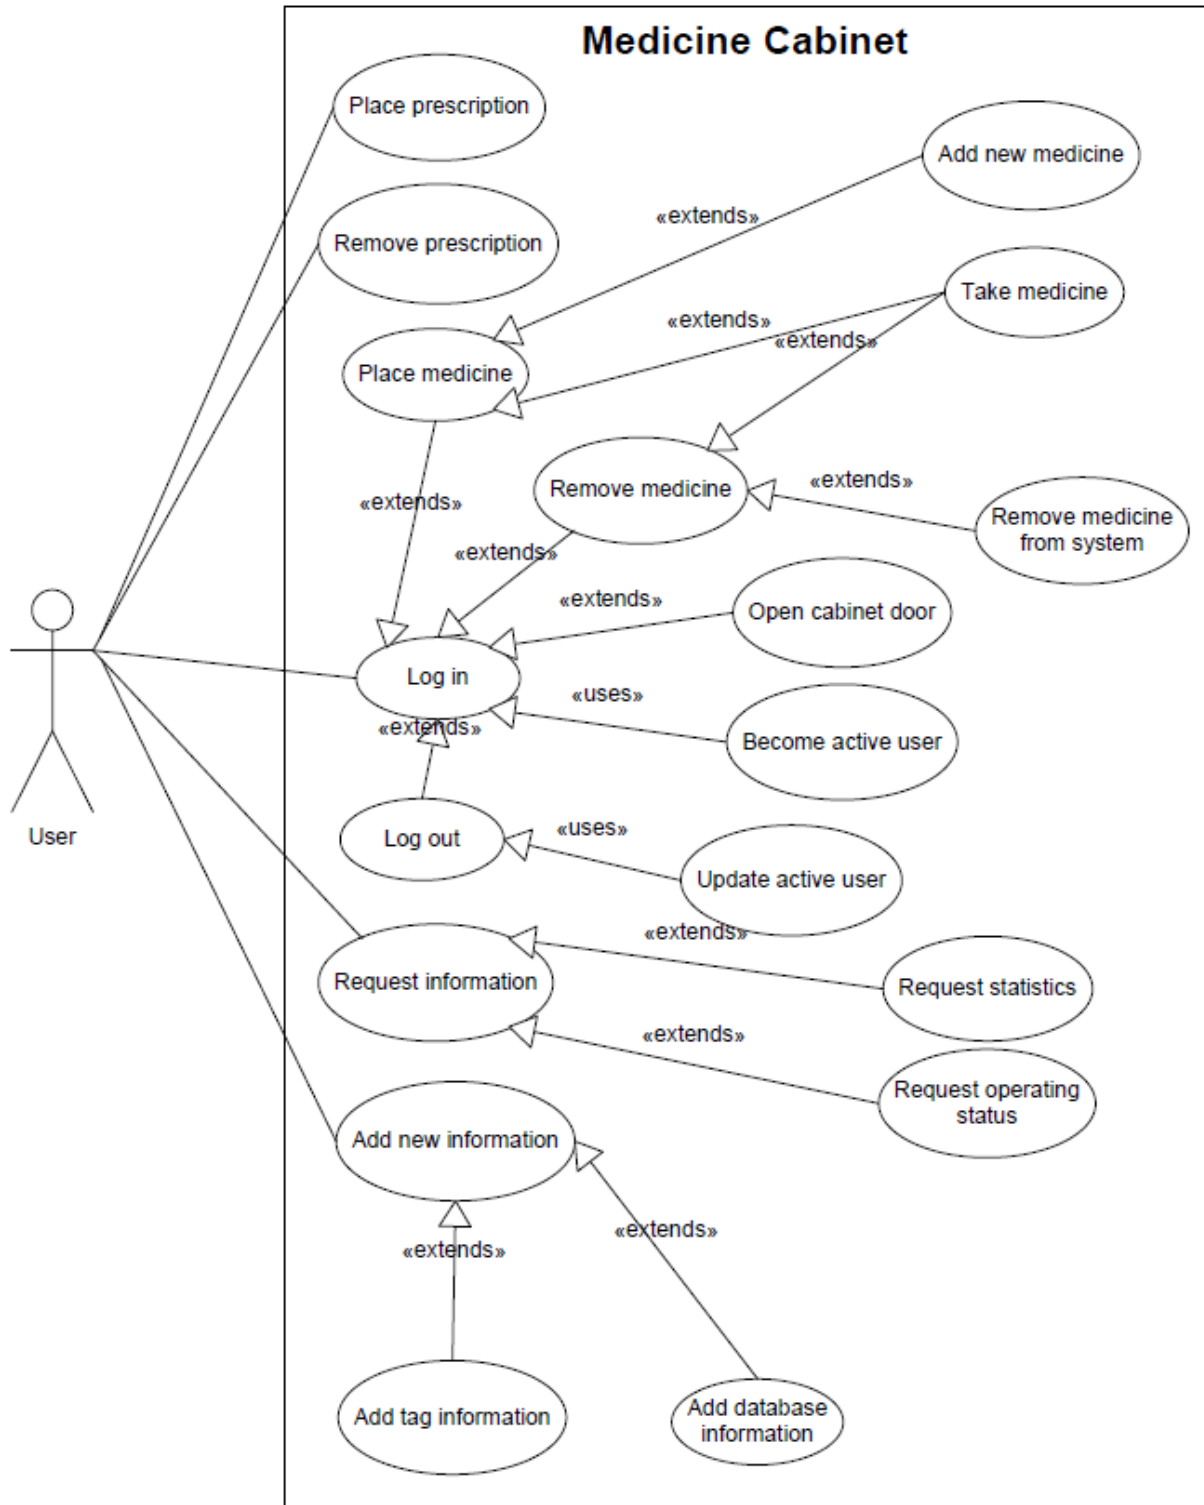 Medicine Cabinet
Place prescription
Add new medicine
«extends»
Remove prescription
Take medicine
«extends»
«extends»
Place medicine
Remove medicine
«extends»
«extends»
Remove medicine
from system
«extends»
«extends»
Open cabinet door
Log in
«uses»
«extends»
Become active user
User
Log out
«uses»
Update active user
«extends»
Request information
Request statistics
«extends»
Request operating
status
Add new information
«extends»
«extends»
Add tag information
Add database
information